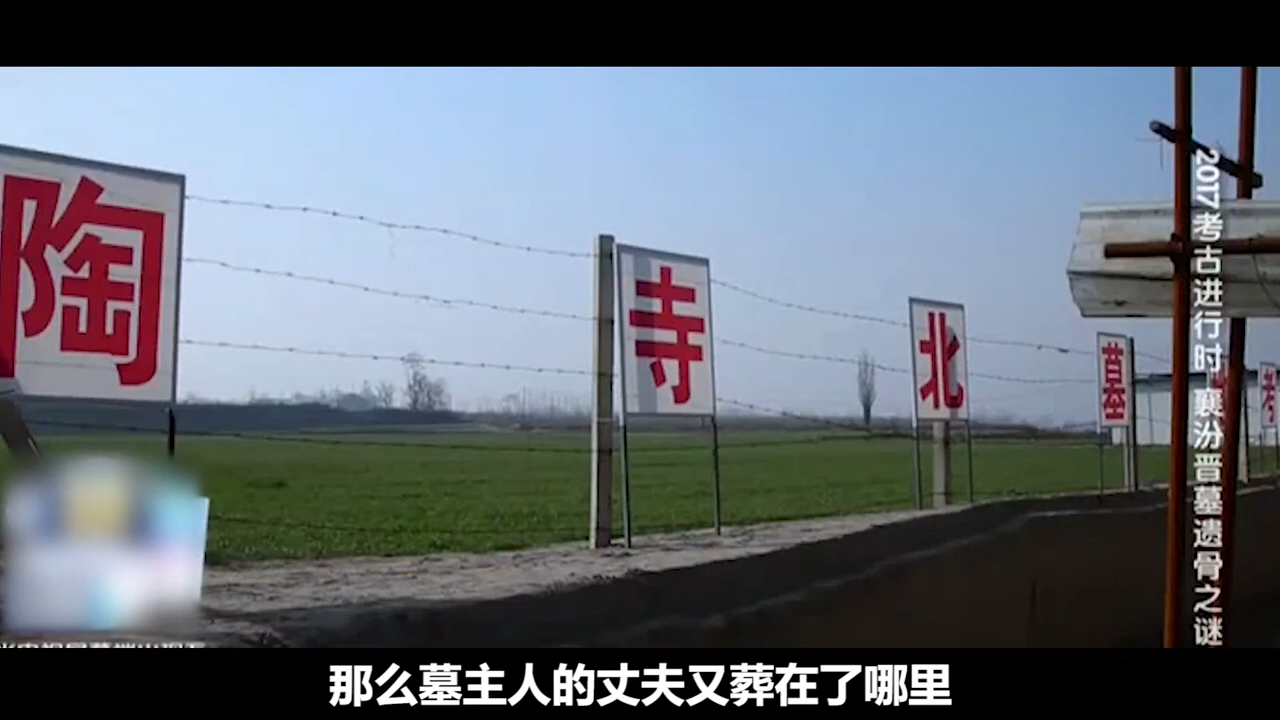 陶
寺
北
墓
考
2017考古进行时 襄汾晋墓遗骨之谜
那么墓主人的丈夫又葬在了哪里